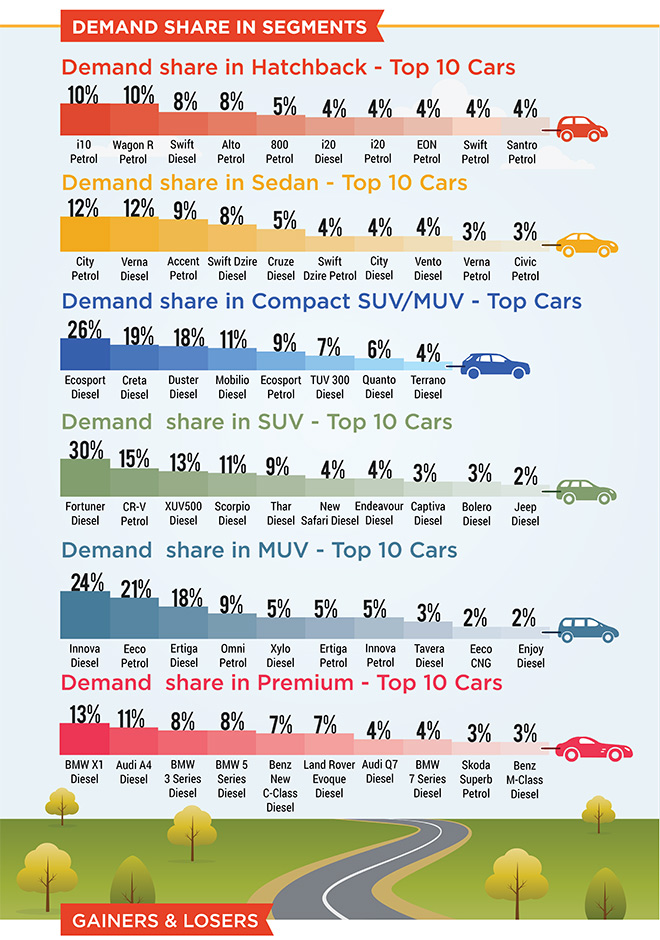 DEMAND SHARE IN SEGMENTS
Demand share in Hatchback - Top 10 Cars
10% 10% 8% 8% 5% 4% 4% 4% 4% 4%
i10 Wagon R Swift Alto 800 i20 i20 EON Swift Santro
Petrol Petrol Diesel Petrol Petrol Diesel Petrol Petrol Petrol Petrol
Demand share in Sedan - Top 10 Cars
12% 12% 9% 8% 5% 4% 4% 4% 3% 3%
City Verna Accent Swift Dzire Cruze Swift City Vento Verna Civic
Petrol Diesel Petrol Diesel Diesel Dzire Petrol Diesel Diesel Petrol Petrol
Demand share in Compact SUV/MUV - Top Cars
26% 19% 18% 11% 9% 7% 6% 4%
Ecosport Creta Duster Mobilio Ecosport TUV 300 Quanto Terrano
Diesel Diesel Diesel Diesel Petrol Diesel Diesel Diesel
Demand share in SUV - Top 10 Cars
30% 15% 13% 11% 9% 4% 4% 3% 3% 2%
Fortuner CR-V XUV500 Scorpio Thar New Endeavour Captiva Bolero Jeep
Diesel Petrol Diesel Diesel Diesel Safari Diesel Diesel Diesel Diesel Diesel
Demand share in MUV - Top 10 Cars
24% 21% 18% 9% 5% 5% 5% 3% 2% 2%
Innova Eeco Ertiga Omni Xylo Ertiga Innova Tavera Eeco Enjoy
Diesel Petrol Diesel Petrol Diesel Petrol Petrol Diesel CNG Diesel
Demand share in Premium - Top 10 Cars
13% 11% 8% 8% 7% 7% 4% 4% 3% 3%
BMW X1 Audi A4 BMW BMW 5 Benz Land Rover Audi Q7 BMW Skoda Benz
Diesel Diesel 3 Series Series New Evoque Diesel 7 Series Superb M-Class
Diesel Diesel C-Class Diesel Diesel Petrol Diesel
Diesel
GAINERS & LOSERS